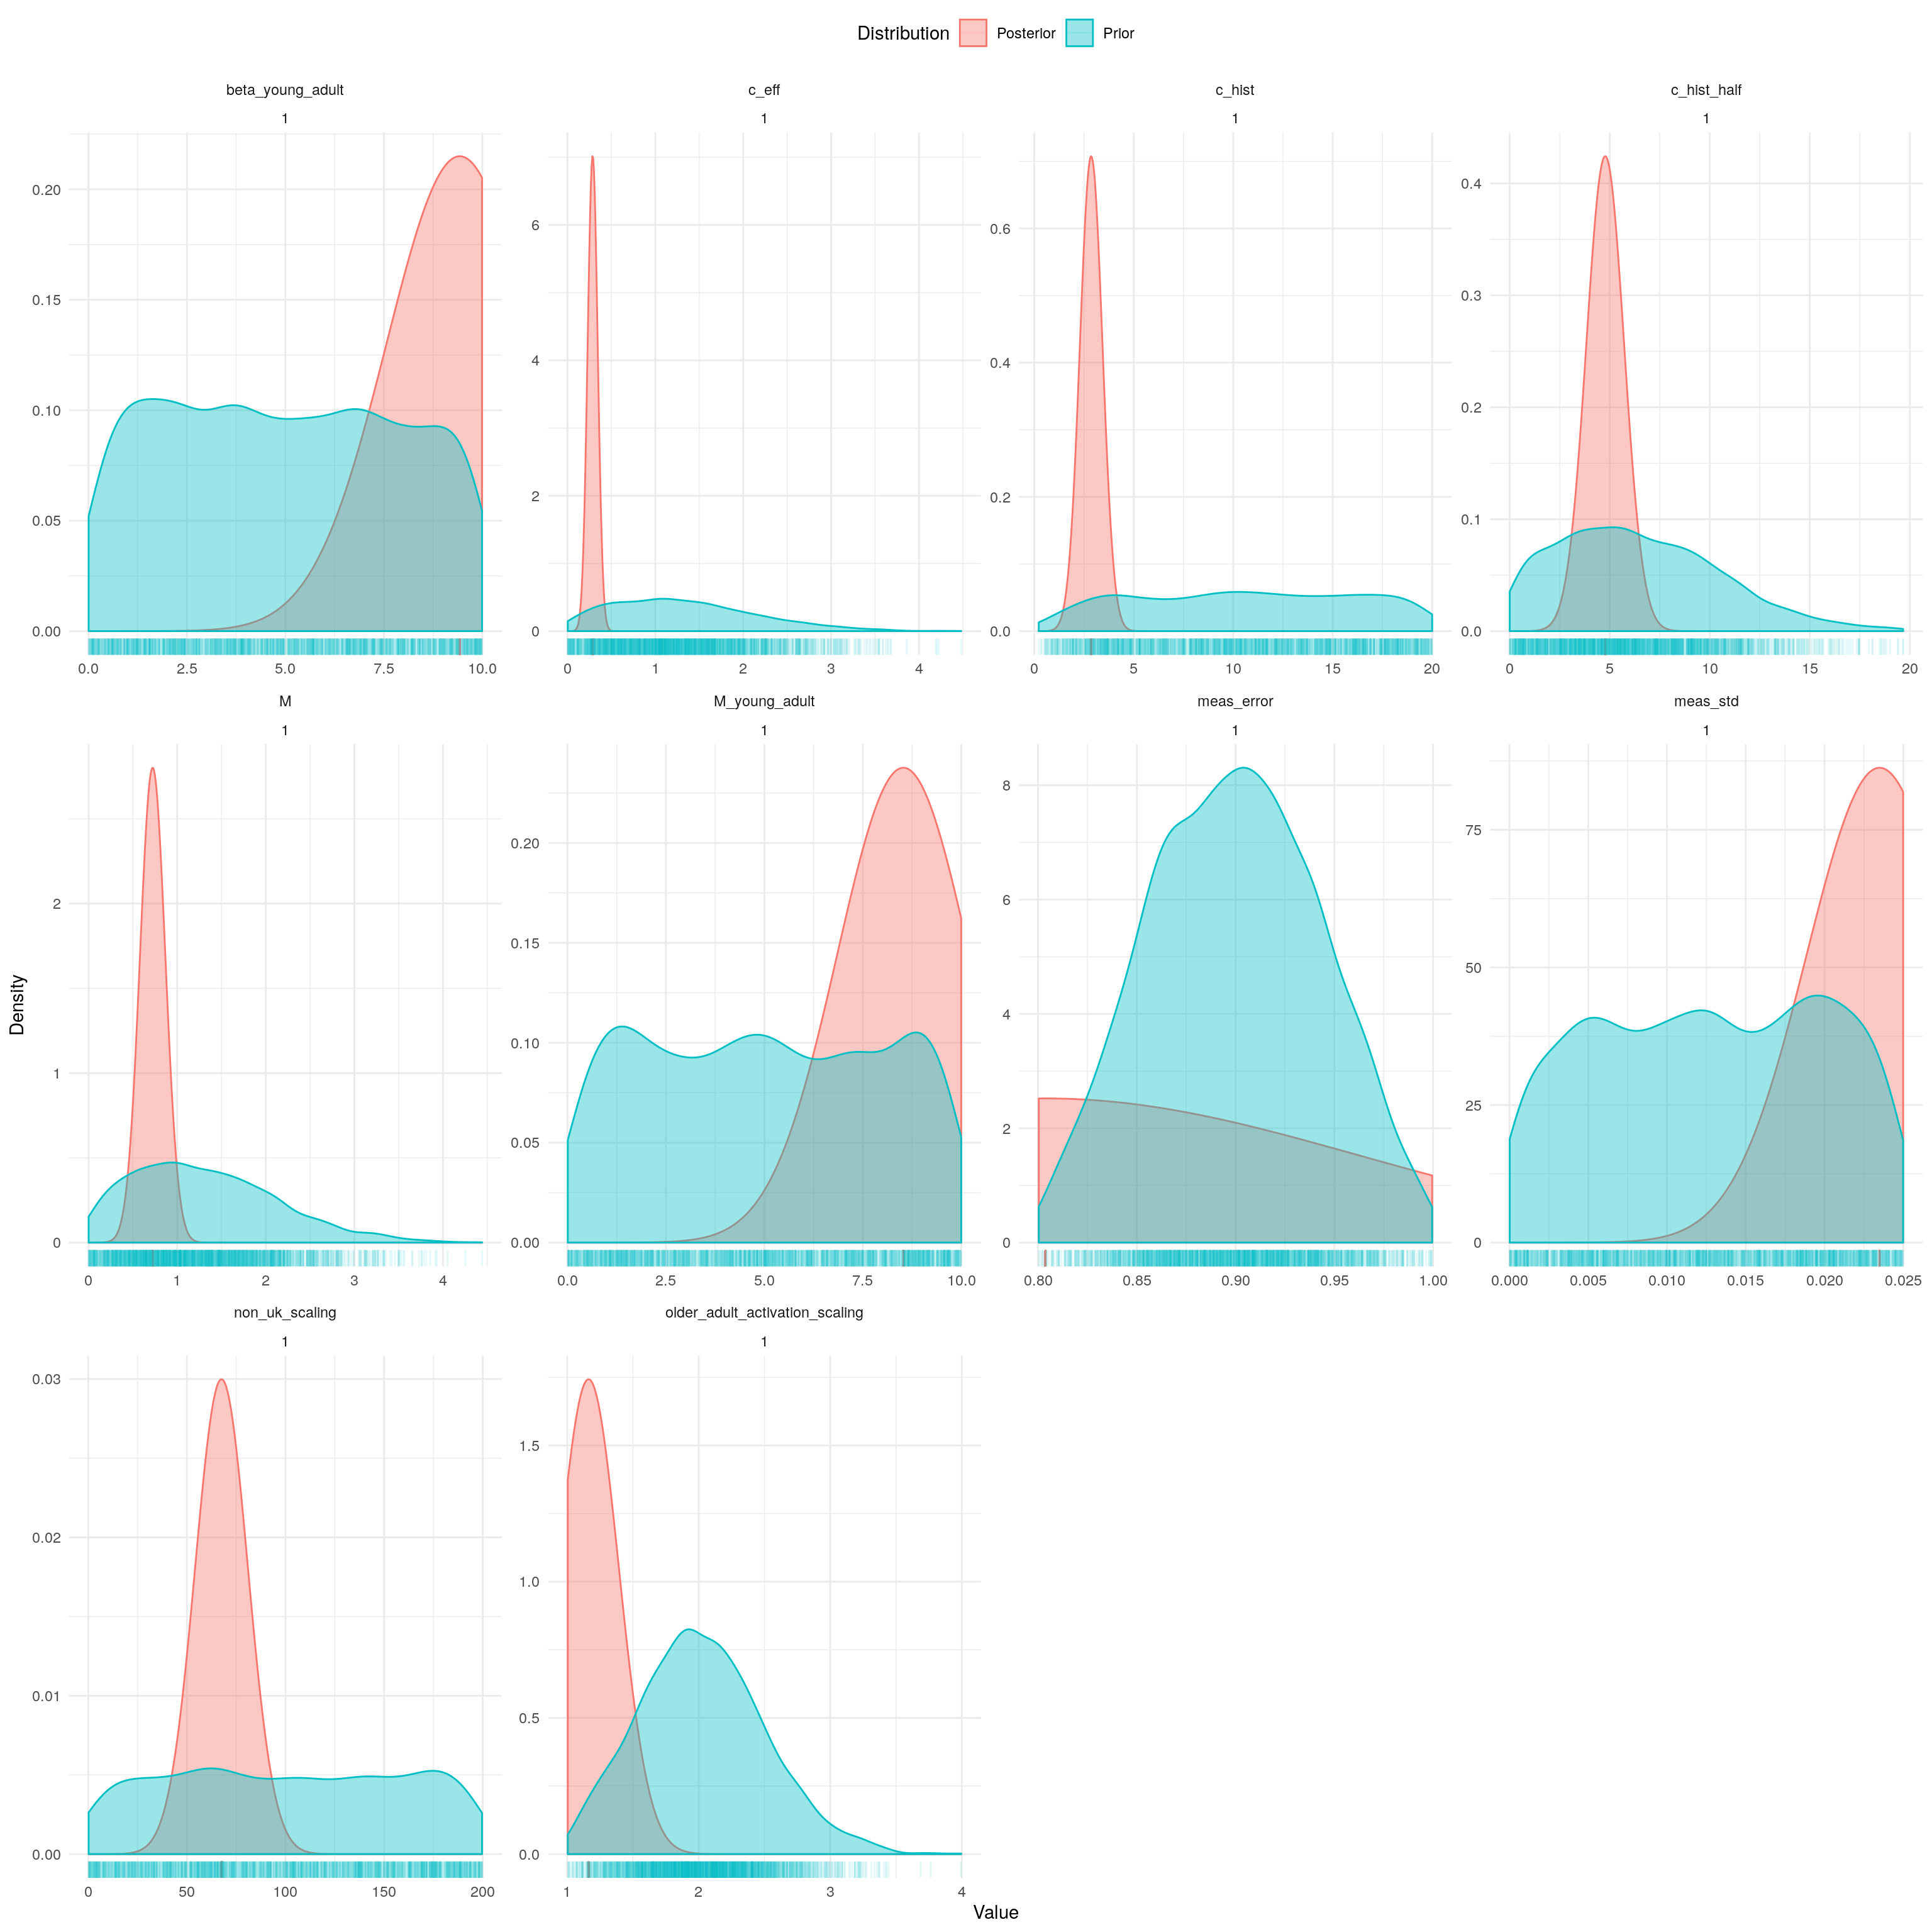 Distribution Posterior Prior
beta_young_adult c_eff c_hist c_hist_half
1 1 1 1
0.20 0.15 0.10 0.05 0.00
0.0 2.5 5.0 7.5 10.0
6 4 2 0
0 1 2 3 4
0.6 0.4 0.2 0.0
0 5 10 15 20
0.4 0.3 0.2 0.1 0.0
0 5 10 15 20
M M_young_adult meas_error meas_std
1 1 1 1
2 1 0
0 1 2 3 4
0.20 0.15 0.10 0.05 0.00
0.0 2.5 5.0 7.5 10.0
8 6 4 2 0
0.80 0.85 0.90 0.95 1.00
75 50 25 0
0.000 0.005 0.010 0.015 0.020 0.025
Density
non_uk_scaling older_adult_activation_scaling
1 1
0.03 0.02 0.01 0.00
0 50 100 150 200
1.5 1.0 0.5 0.0
1 2 3 4
Value